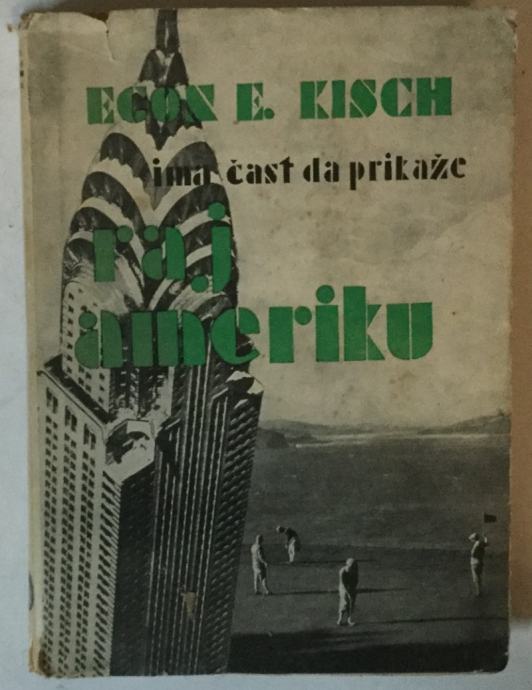 EGON E. KISCH
ima čast da prikaže
raj
ameriku